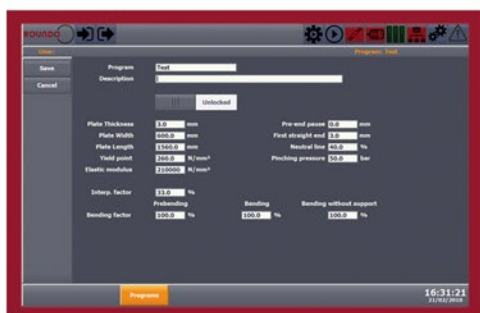 ROUNDO
User:
Program: Test
Save
Cancel
Program Test
Description
Unlocked
Plate Thickness 3.0 mm
Plate Width 600.0 mm
Plate Length 1560.0 mm
Yield point 260.0 N/mm²
Elastic modulus 210000 N/mm²
Pre-end pause 0.0 mm
First straight end 3.0 mm
Neutral line 40.0 %
Pinching pressure 50.0 bar
Interp. factor 33.0 %
Prebending Bending Bending without support
Bending factor 100.0 % 100.0 % 100.0 %
Programs
16:31:21
21/02/2018